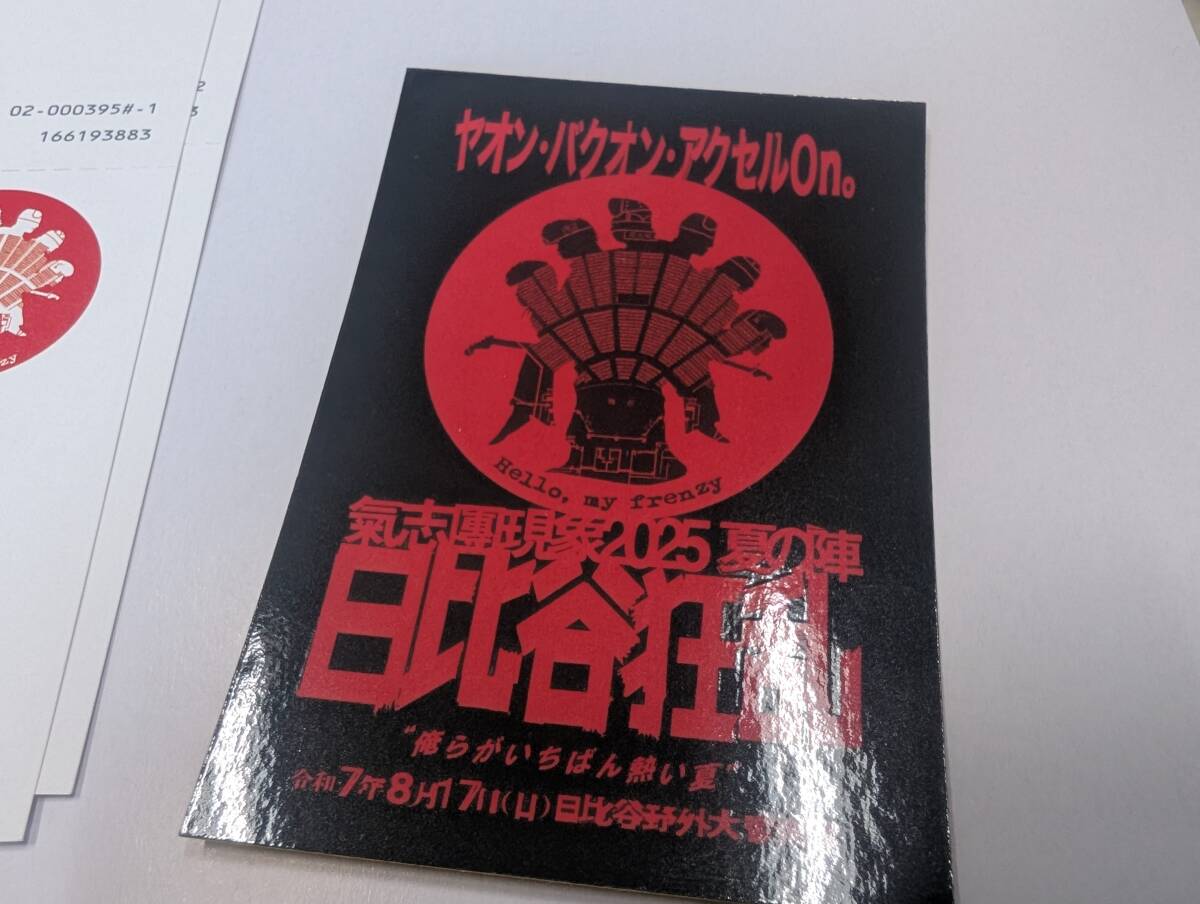 02-000395#-1
166193883
2
3
zy
ヤオン・バクオン・アクセルOn。
Hello, my frenzy
氣志團現象2025 夏の陣
日比谷狂乱
“俺らがいちばん熱い夏”
令和7年8月17日(日)日比谷野外大